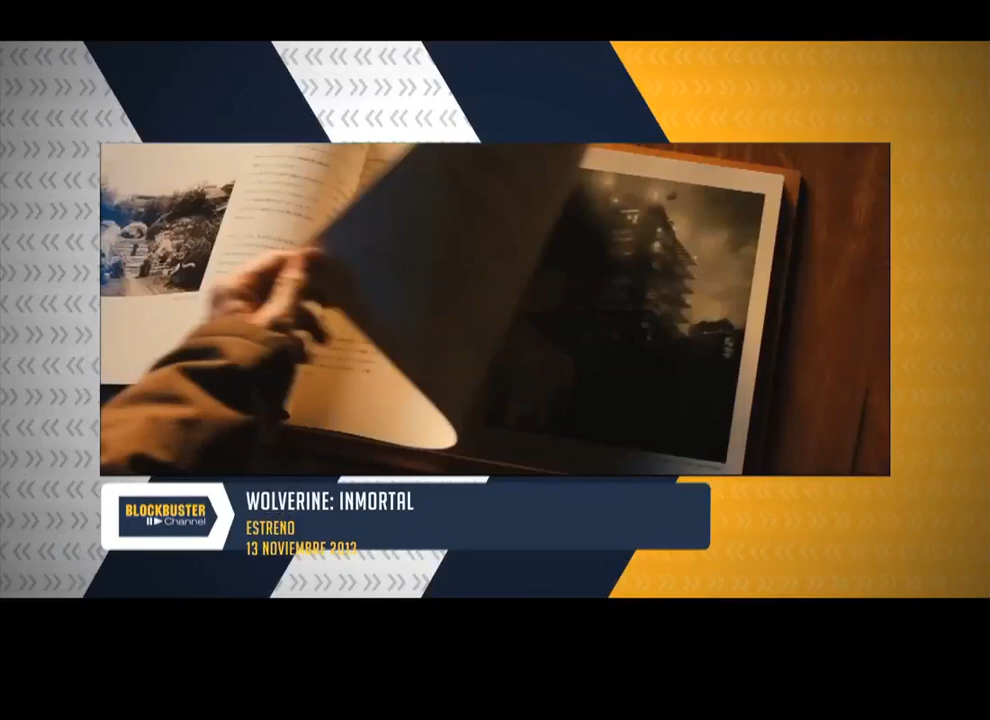 BLOCKBUSTER
Channel
WOLVERINE: INMORTAL
ESTRENO
13 NOVIEMBRE 2013